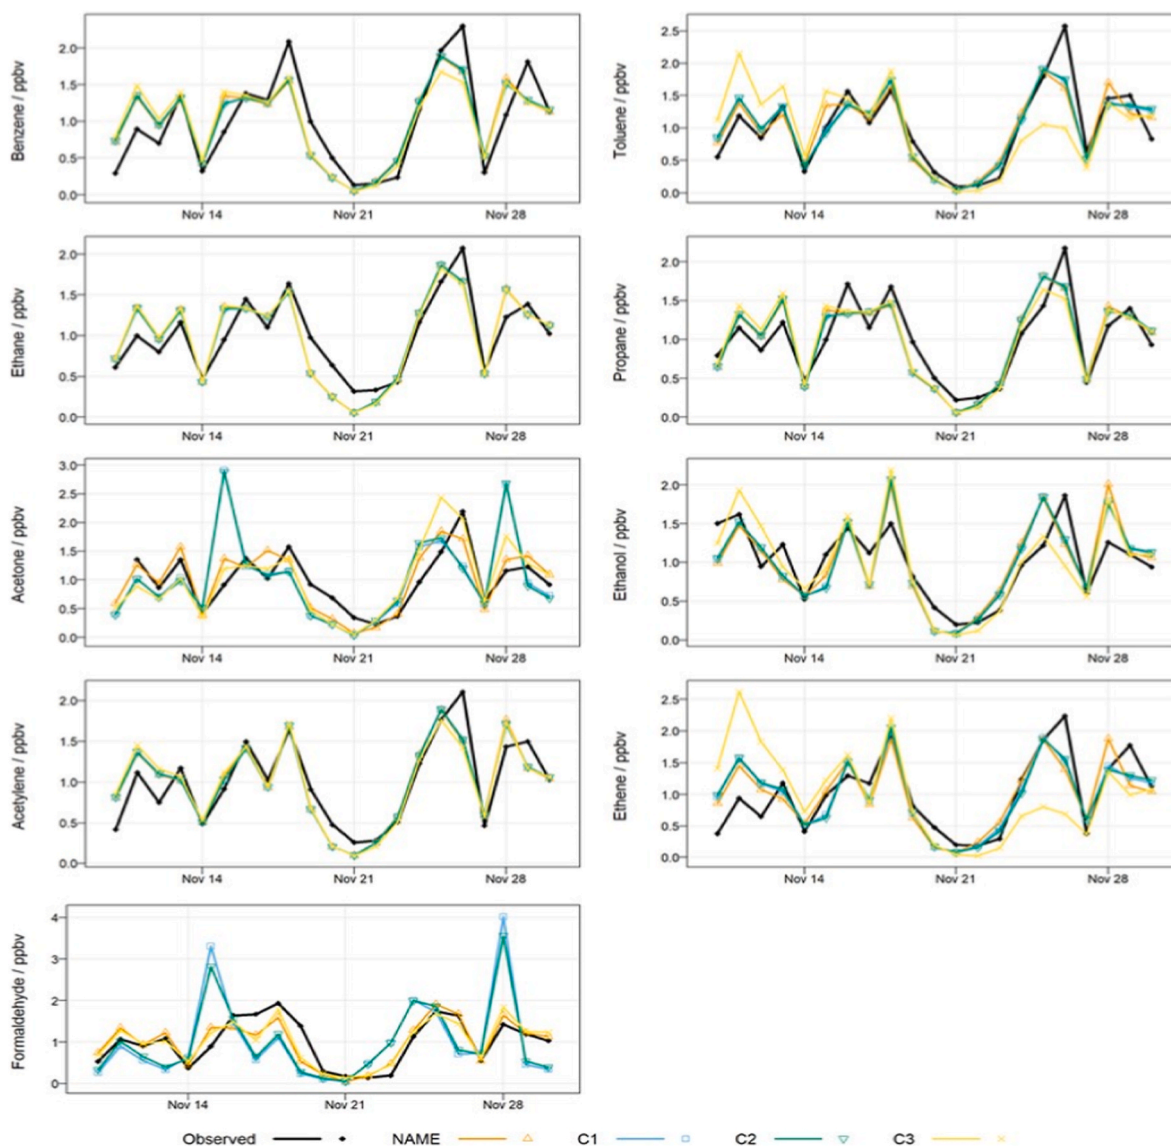 Benzene / ppbv
2.0
1.5
1.0
0.5
0.0
Nov 14 Nov 21 Nov 28
Toluene / ppbv
2.5
2.0
1.5
1.0
0.5
0.0
Nov 14 Nov 21 Nov 28
Ethane / ppbv
2.0
1.5
1.0
0.5
0.0
Nov 14 Nov 21 Nov 28
Propane / ppbv
2.0
1.5
1.0
0.5
0.0
Nov 14 Nov 21 Nov 28
Acetone / ppbv
3.0
2.5
2.0
1.5
1.0
0.5
0.0
Nov 14 Nov 21 Nov 28
Ethanol / ppbv
2.0
1.5
1.0
0.5
0.0
Nov 14 Nov 21 Nov 28
Acetylene / ppbv
2.0
1.5
1.0
0.5
0.0
Nov 14 Nov 21 Nov 28
Ethene / ppbv
2.5
2.0
1.5
1.0
0.5
0.0
Nov 14 Nov 21 Nov 28
Formaldehyde / ppbv
4
3
2
1
0
Nov 14 Nov 21 Nov 28
Observed NAME C1 C2 C3